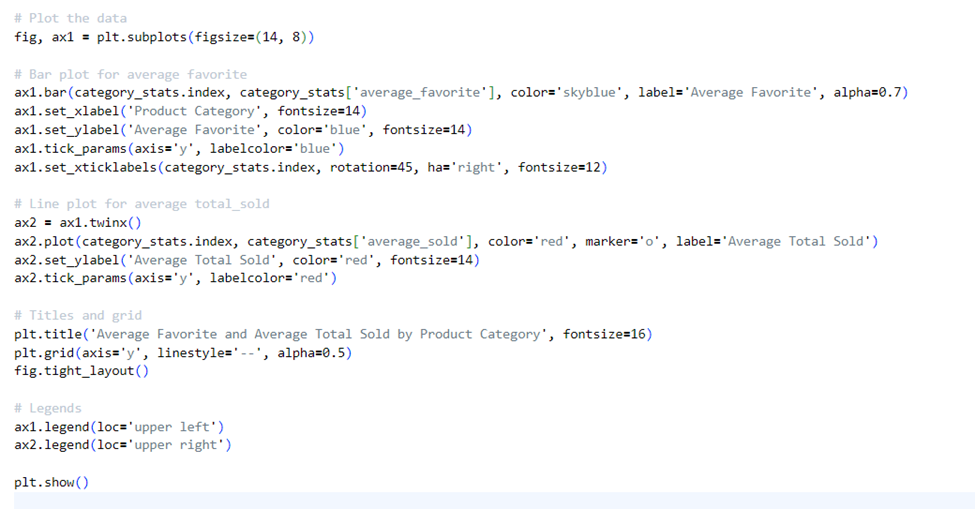 # Plot the data
fig, ax1 = plt.subplots(figsize=(14, 8))
# Bar plot for average favorite
ax1.bar(category_stats.index, category_stats['average_favorite'], color='skyblue', label='Average Favorite', alpha=0.7)
ax1.set_xlabel('Product Category', fontsize=14)
ax1.set_ylabel('Average Favorite', color='blue', fontsize=14)
ax1.tick_params(axis='y', labelcolor='blue')
ax1.set_xticklabels(category_stats.index, rotation=45, ha='right', fontsize=12)
# Line plot for average total_sold
ax2 = ax1.twinx()
ax2.plot(category_stats.index, category_stats['average_sold'], color='red', marker='o', label='Average Total Sold')
ax2.set_ylabel('Average Total Sold', color='red', fontsize=14)
ax2.tick_params(axis='y', labelcolor='red')
# Titles and grid
plt.title('Average Favorite and Average Total Sold by Product Category', fontsize=16)
plt.grid(axis='y', linestyle='--', alpha=0.5)
fig.tight_layout()
# Legends
ax1.legend(loc='upper left')
ax2.legend(loc='upper right')
plt.show()